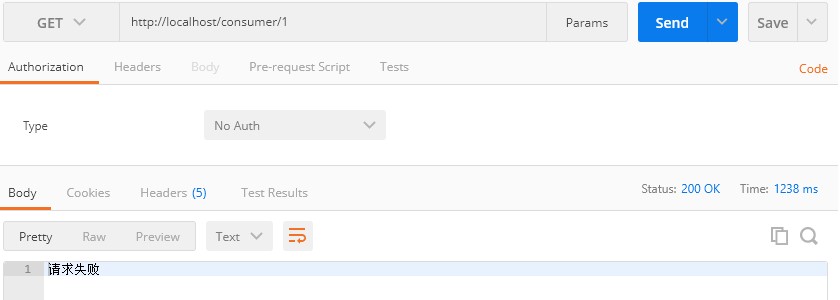 GET http://localhost/consumer/1 Params Send Save
Authorization Headers Body Pre-request Script Tests Code
Type No Auth
Body Cookies Headers (5) Test Results Status: 200 OK Time: 1238 ms
Pretty Raw Preview Text
1 请求失败